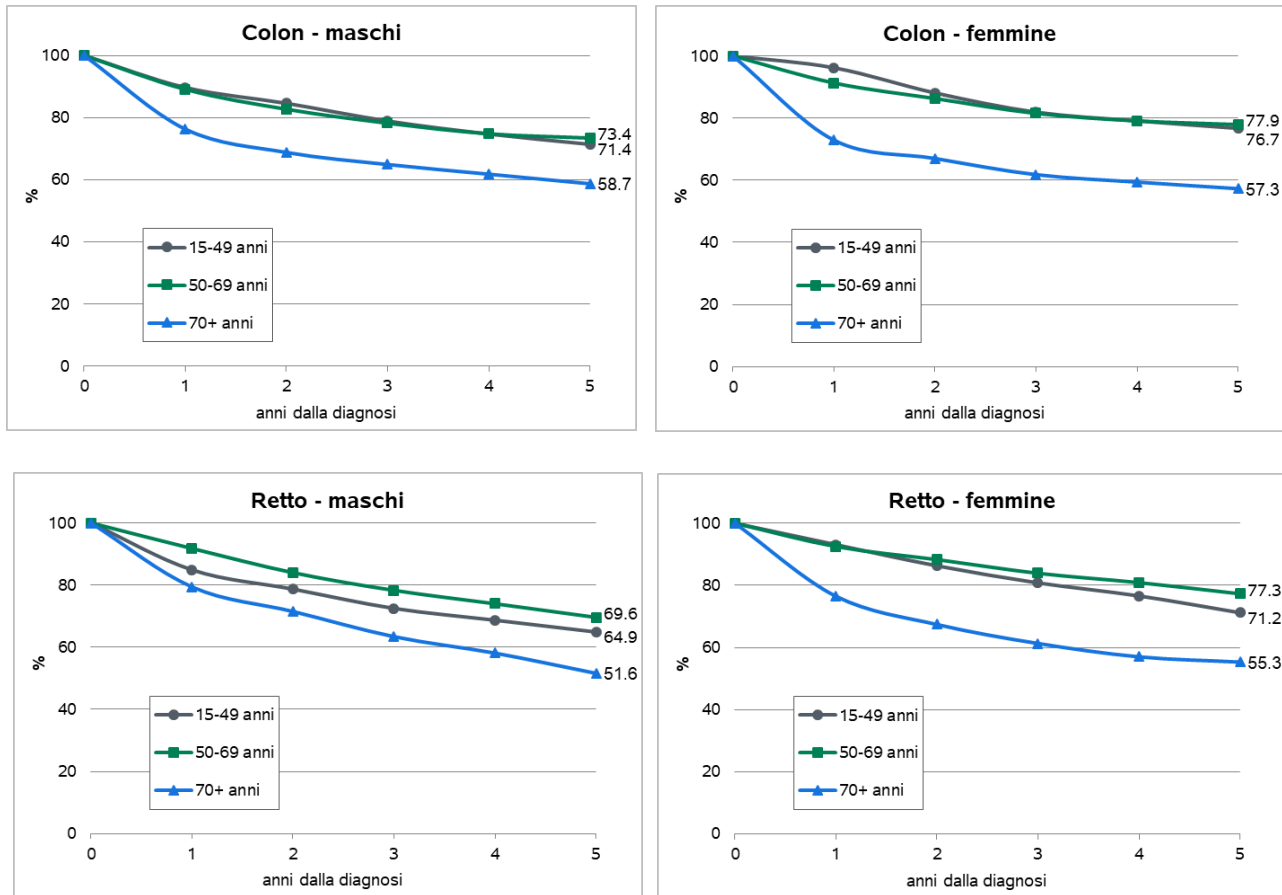 Colon - maschi
100
80
60
40
20
0
%
15-49 anni
50-69 anni
70+ anni
73.4
71.4
58.7
0 1 2 3 4 5
anni dalla diagnosi
Colon - femmine
100
80
60
40
20
0
%
15-49 anni
50-69 anni
70+ anni
77.9
76.7
57.3
0 1 2 3 4 5
anni dalla diagnosi
Retto - maschi
100
80
60
40
20
0
%
15-49 anni
50-69 anni
70+ anni
69.6
64.9
51.6
0 1 2 3 4 5
anni dalla diagnosi
Retto - femmine
100
80
60
40
20
0
%
15-49 anni
50-69 anni
70+ anni
77.3
71.2
55.3
0 1 2 3 4 5
anni dalla diagnosi